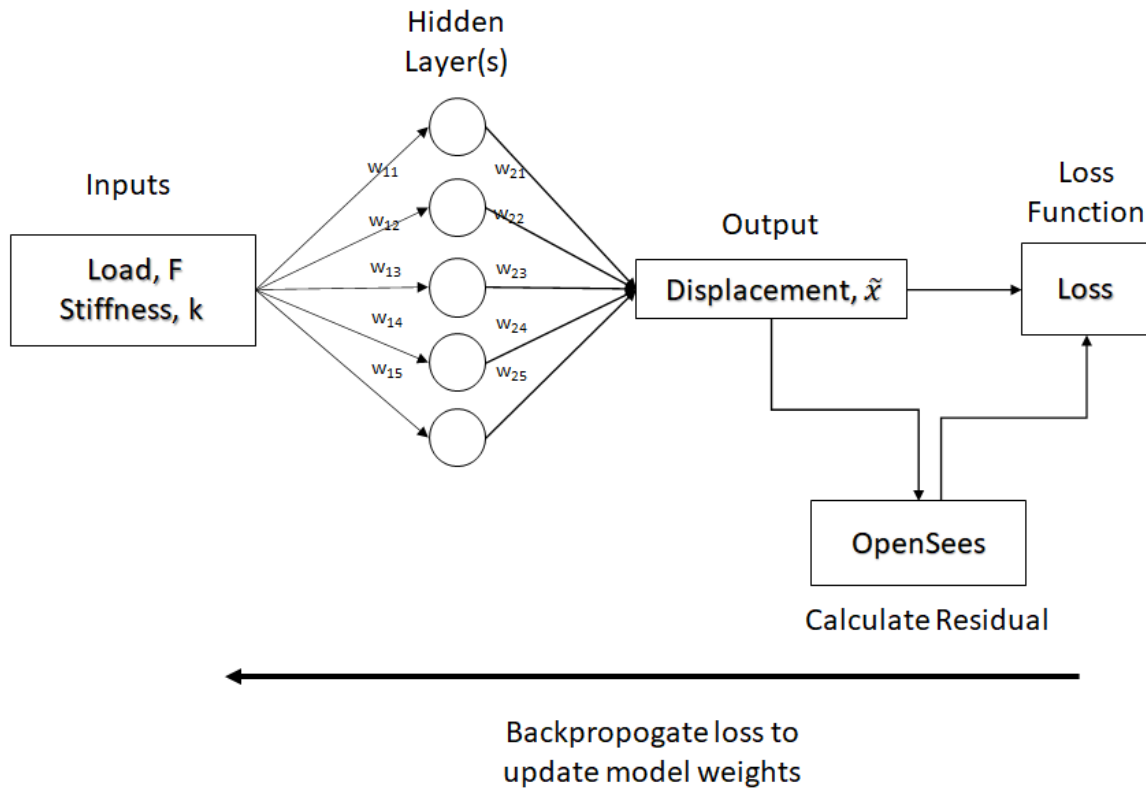 Hidden
Layer(s)
Inputs
Load, F
Stiffness, k
w11
w12
w13
w14
w15
w21
w22
w23
w24
w25
Output
Displacement, x̃
Loss
Function
Loss
OpenSees
Calculate Residual
Backpropogate loss to
update model weights